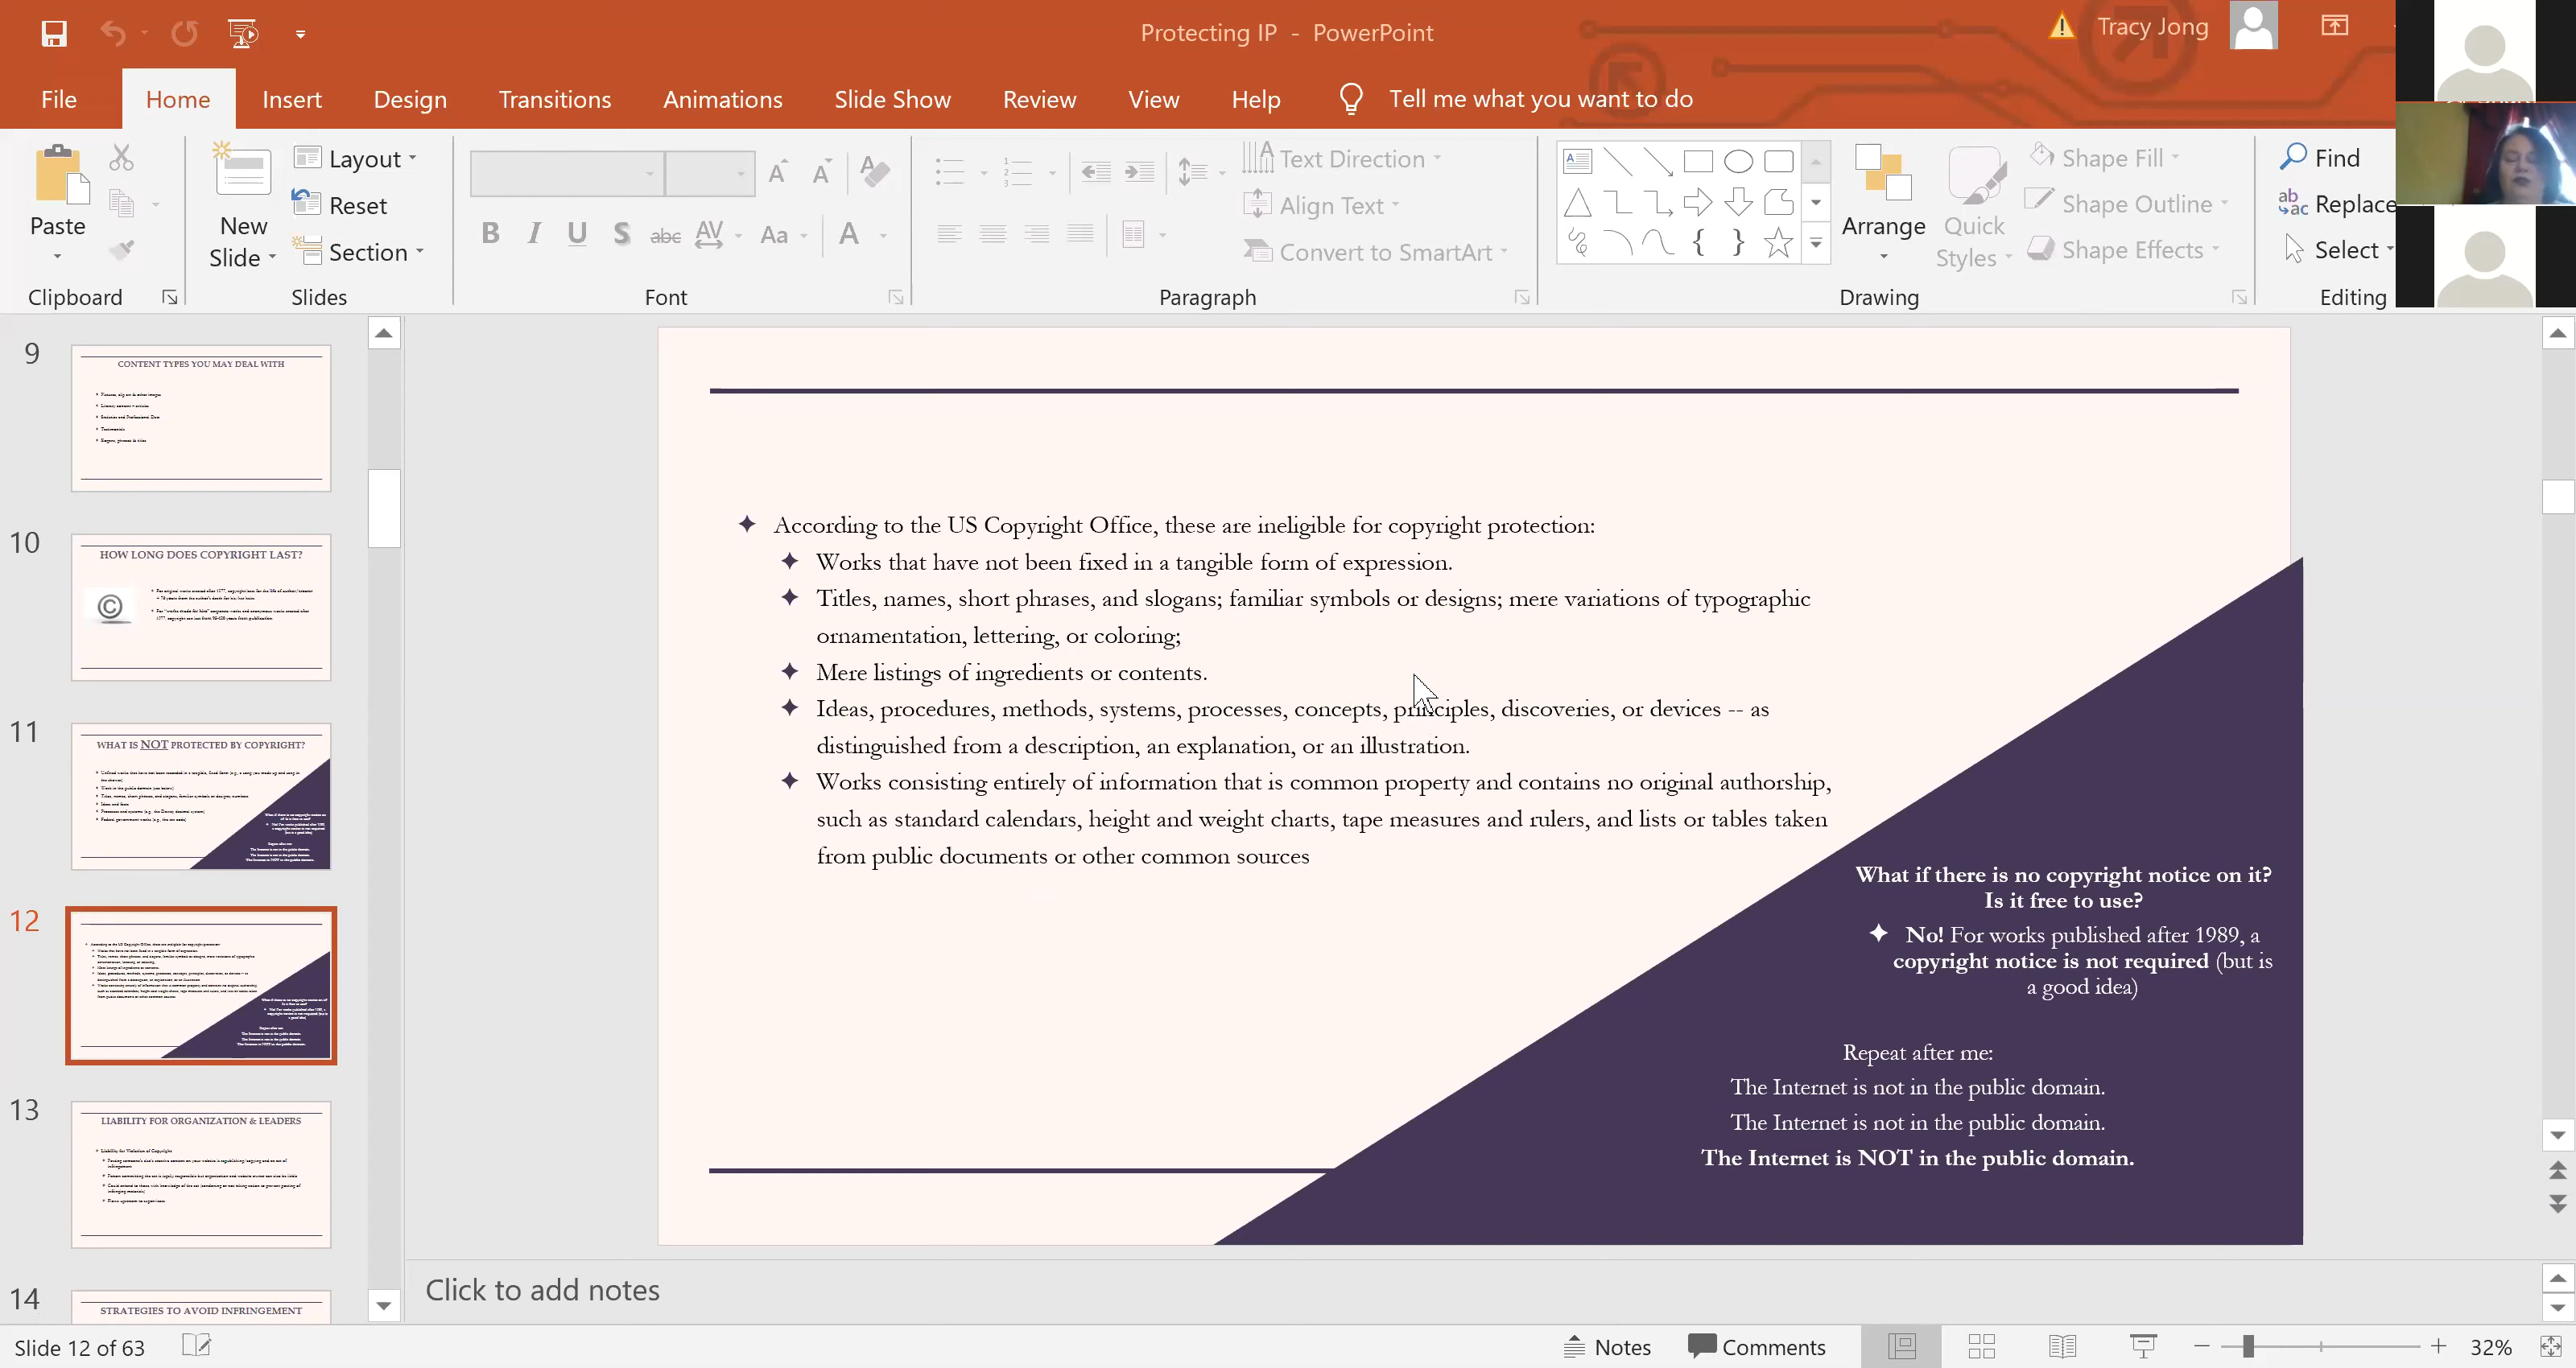 Protecting IP - PowerPoint
Tracy Jong
File Home Insert Design Transitions Animations Slide Show Review View Help Tell me what you want to do
Paste
Clipboard
New Slide
Layout
Reset
Section
Slides
B I U S abc AV Aa A
Font
Text Direction
Align Text
Convert to SmartArt
Paragraph
Arrange
Quick Styles
Shape Fill
Shape Outline
Shape Effects
Drawing
Find
Replace
Select
Editing
9
CONTENT TYPES YOU MAY DEAL WITH
10
HOW LONG DOES COPYRIGHT LAST?
11
WHAT IS NOT PROTECTED BY COPYRIGHT?
12
13
LIABILITY FOR ORGANIZATION & LEADERS
14
STRATEGIES TO AVOID INFRINGEMENT
According to the US Copyright Office, these are ineligible for copyright protection:
Works that have not been fixed in a tangible form of expression.
Titles, names, short phrases, and slogans; familiar symbols or designs; mere variations of typographic
ornamentation, lettering, or coloring;
Mere listings of ingredients or contents.
Ideas, procedures, methods, systems, processes, concepts, principles, discoveries, or devices -- as
distinguished from a description, an explanation, or an illustration.
Works consisting entirely of information that is common property and contains no original authorship,
such as standard calendars, height and weight charts, tape measures and rulers, and lists or tables taken
from public documents or other common sources
What if there is no copyright notice on it?
Is it free to use?
No! For works published after 1989, a
copyright notice is not required (but is
a good idea)
Repeat after me:
The Internet is not in the public domain.
The Internet is not in the public domain.
The Internet is NOT in the public domain.
Click to add notes
Slide 12 of 63
Notes
Comments
32%